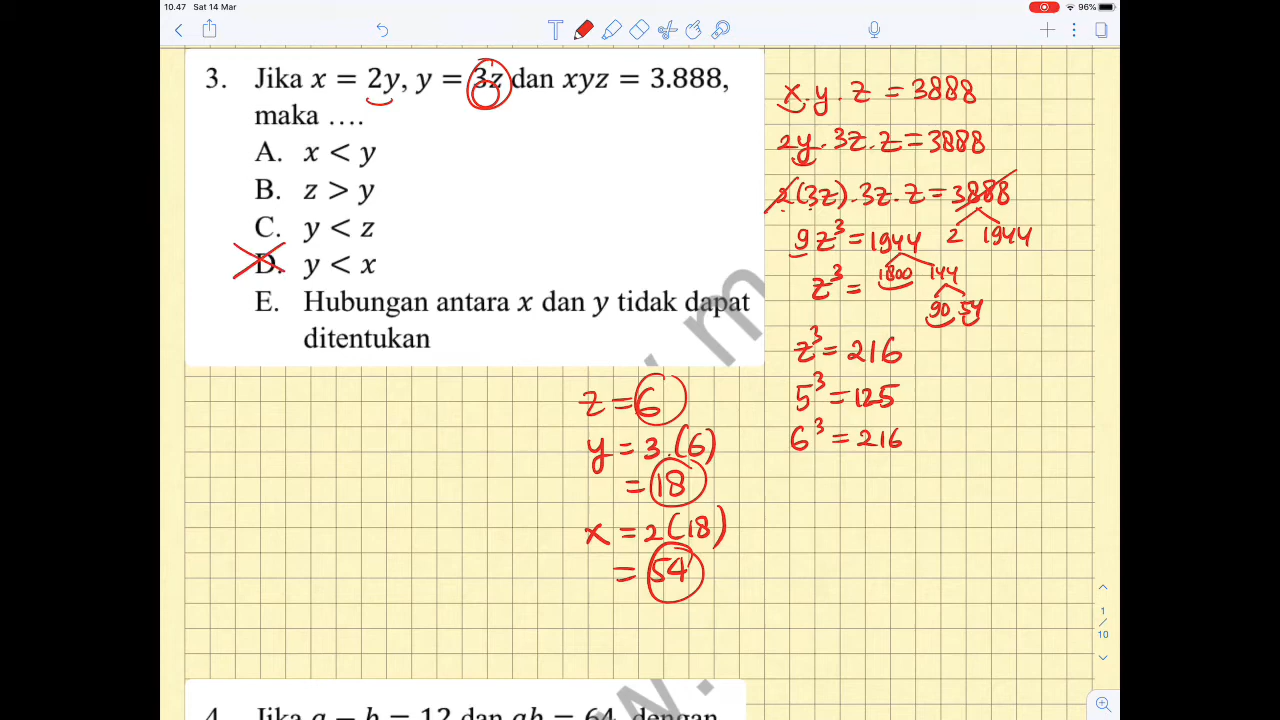 10.47 Sat 14 Mar
96%
3. Jika x = 2y, y = 3z dan xyz = 3.888,
maka ….
A. x < y
B. z > y
C. y < z
D. y < x
E. Hubungan antara x dan y tidak dapat
ditentukan
x.y.z = 3888
2y.3z.z = 3888
2(3z).3z.z = 3888
9z³ = 1944 2 1944
z³ = 1800 144
90 54
z³ = 216
5³ = 125
6³ = 216
z = 6
y = 3.(6)
= 18
x = 2(18)
= 54
1
/
10
4. Jika a − b = 12 dan ab = 64, dengan